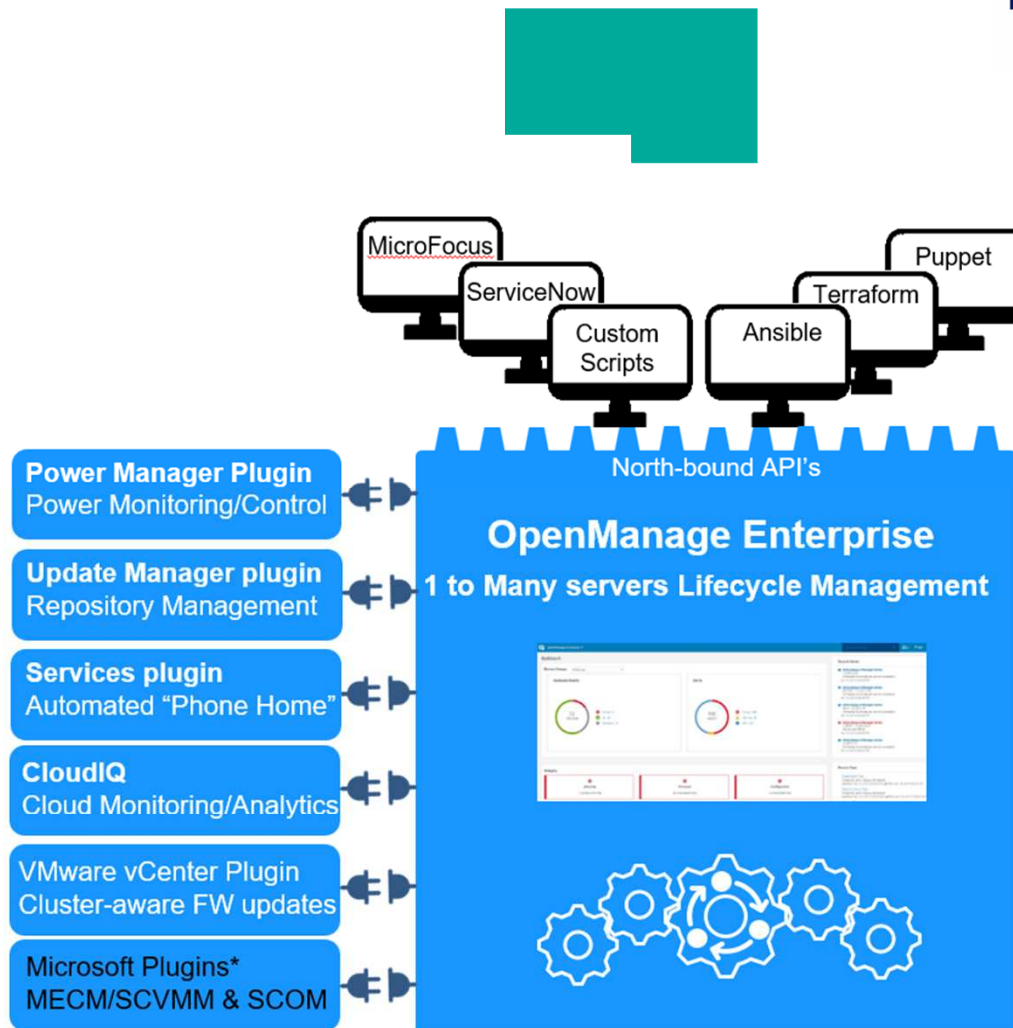 MicroFocus
ServiceNow
Custom
Scripts
Ansible
Terraform
Puppet
North-bound API's
OpenManage Enterprise
1 to Many servers Lifecycle Management
Power Manager Plugin
Power Monitoring/Control
Update Manager plugin
Repository Management
Services plugin
Automated “Phone Home”
CloudIQ
Cloud Monitoring/Analytics
VMware vCenter Plugin
Cluster-aware FW updates
Microsoft Plugins*
MECM/SCVMM & SCOM